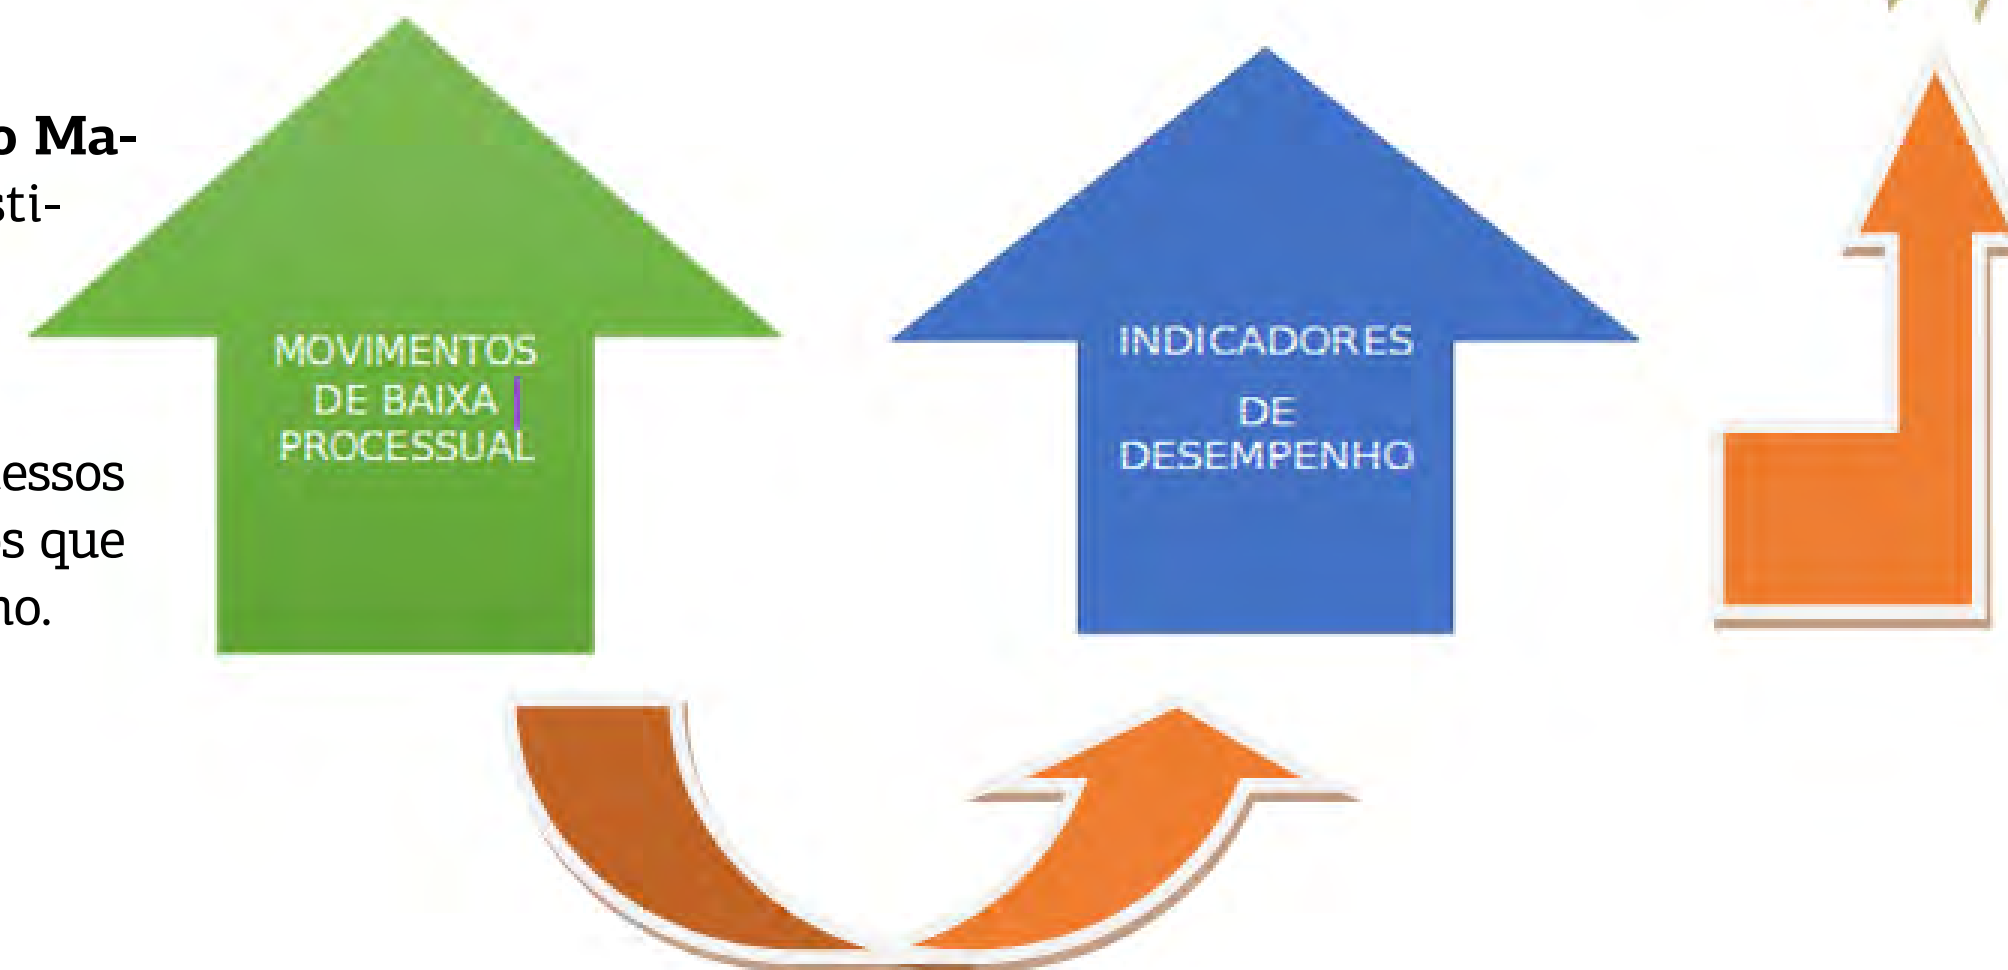 o Ma-
sti-
essos
s que
no.
MOVIMENTOS
DE BAIXA
PROCESSUAL
INDICADORES
DE
DESEMPENHO